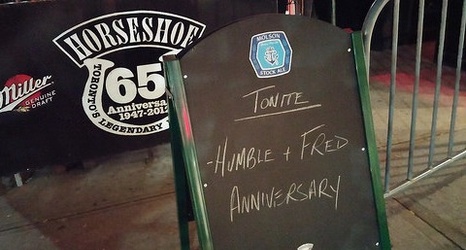 HORSESHOE
TORONTO'S
65
Anniversary
1947-2012
LEGENDARY
Miller
GENUINE
DRAFT
MOLSON
STOCK ALE
TONITE
-HUMBLE + FRED
ANNIVERSARY